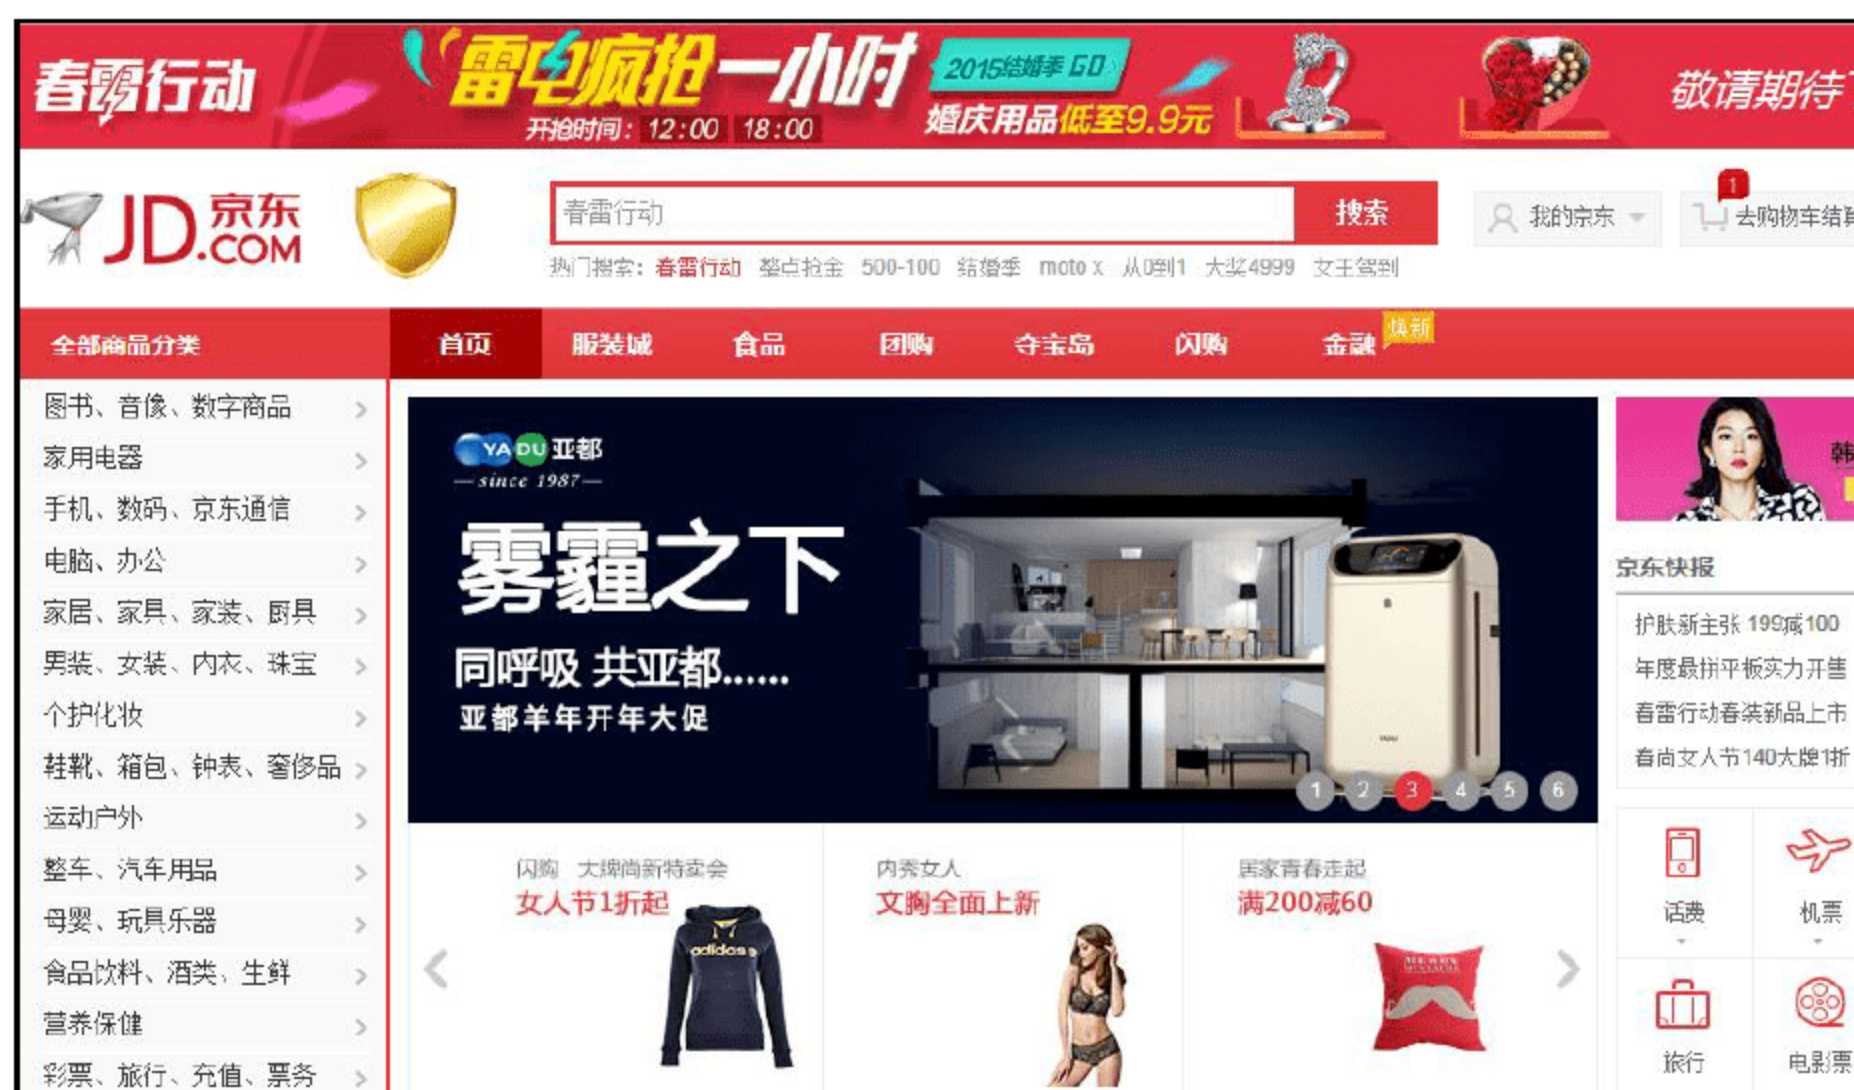 春雷行动
雷电疯抢一小时
开抢时间：12:00 18:00
2015结婚季 GO
婚庆用品低至9.9元
敬请期待
JD.COM 京东
春雷行动
搜索
我的京东
1
去购物车结算
热门搜索：春雷行动 整点抢金 500-100 结婚季 moto x 从0到1 大奖4999 女王驾到
全部商品分类
首页 服装城 食品 团购 夺宝岛 闪购 金融
焕新
图书、音像、数字商品
家用电器
手机、数码、京东通信
电脑、办公
家居、家具、家装、厨具
男装、女装、内衣、珠宝
个护化妆
鞋靴、箱包、钟表、奢侈品
运动户外
整车、汽车用品
母婴、玩具乐器
食品饮料、酒类、生鲜
营养保健
彩票、旅行、充值、票务
YADU亚都
since 1987
雾霾之下
同呼吸 共亚都......
亚都羊年开年大促
1 2 3 4 5 6
韩
京东快报
护肤新主张 199减100
年度最拼平板实力开售
春雷行动春装新品上市
春尚女人节140大牌1折
闪购 大牌尚新特卖会
女人节1折起
adidas
内秀女人
文胸全面上新
居家青春走起
满200减60
话费
机票
旅行
电影票